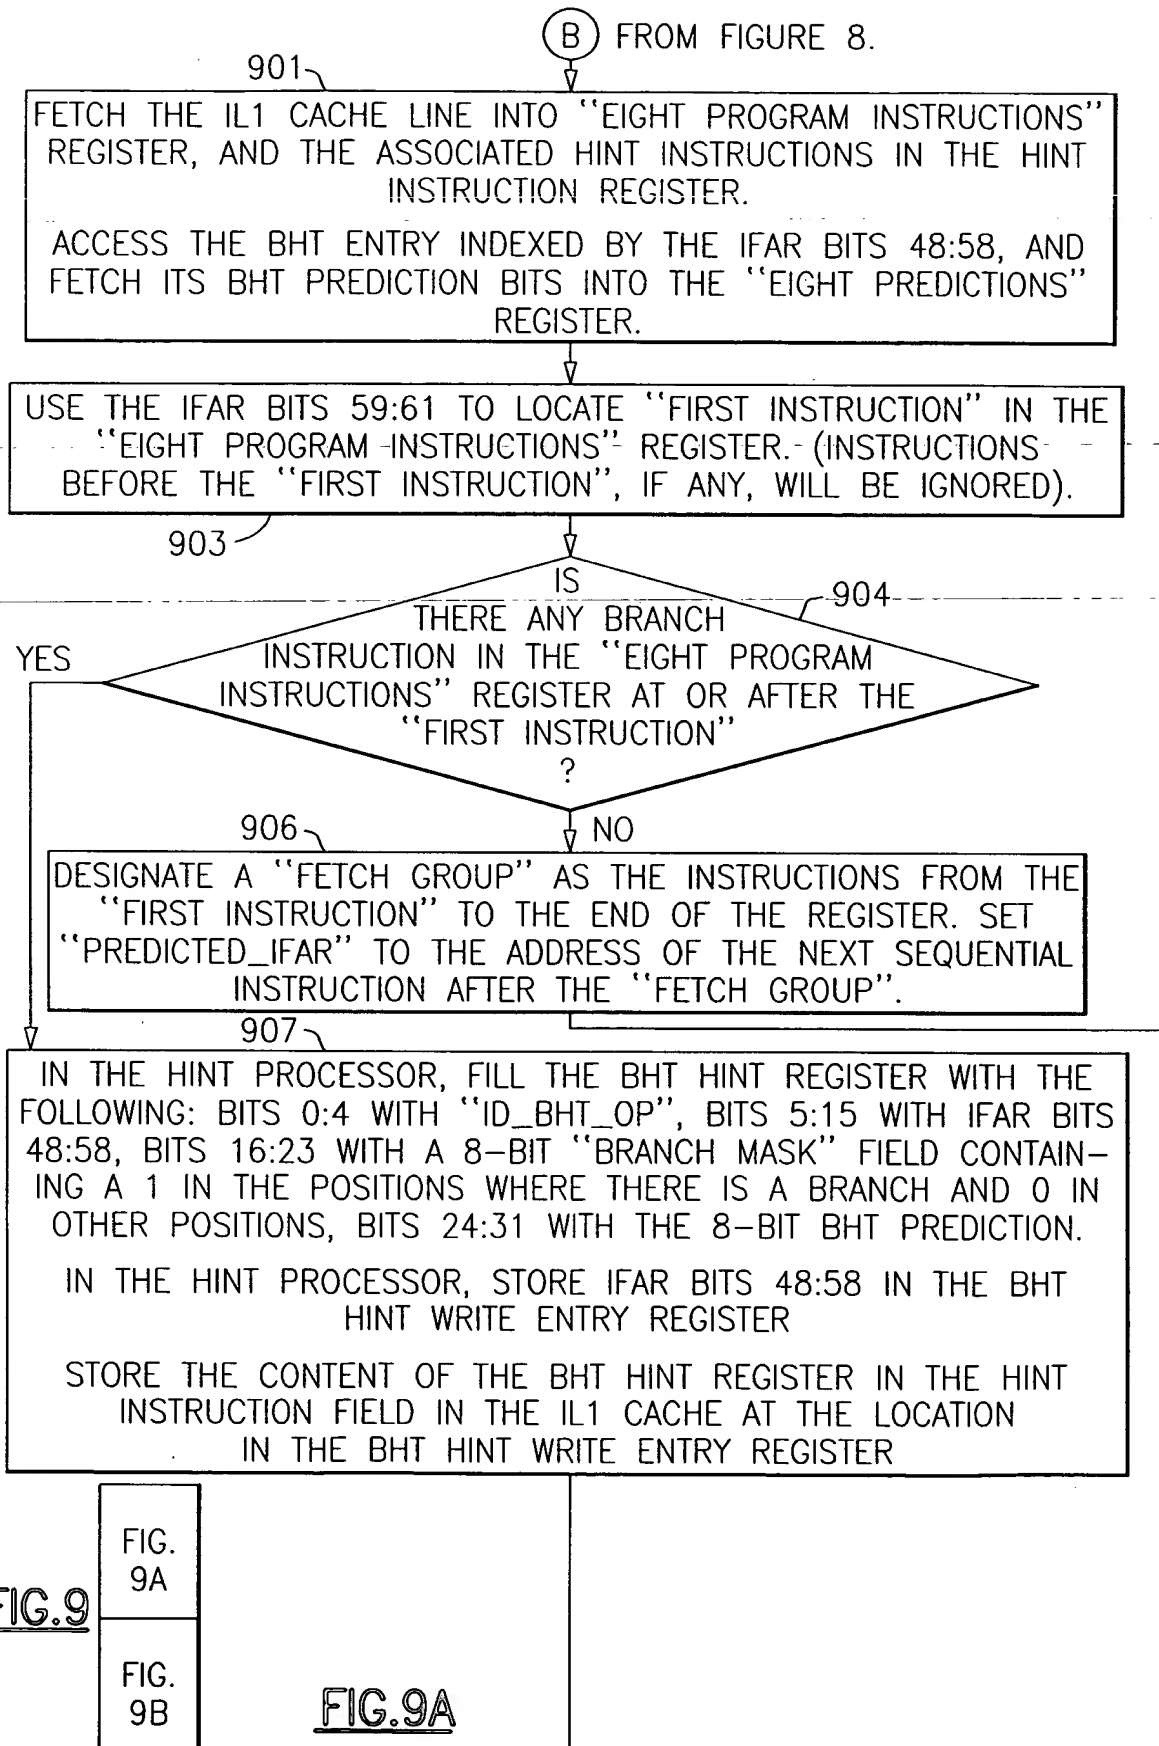 B FROM FIGURE 8.
901
FETCH THE IL1 CACHE LINE INTO "EIGHT PROGRAM INSTRUCTIONS"
REGISTER, AND THE ASSOCIATED HINT INSTRUCTIONS IN THE HINT
INSTRUCTION REGISTER.
ACCESS THE BHT ENTRY INDEXED BY THE IFAR BITS 48:58, AND
FETCH ITS BHT PREDICTION BITS INTO THE "EIGHT PREDICTIONS"
REGISTER.
USE THE IFAR BITS 59:61 TO LOCATE "FIRST INSTRUCTION" IN THE
"EIGHT PROGRAM INSTRUCTIONS" REGISTER. (INSTRUCTIONS
BEFORE THE "FIRST INSTRUCTION", IF ANY, WILL BE IGNORED).
903
IS
904
THERE ANY BRANCH
YES
INSTRUCTION IN THE "EIGHT PROGRAM
INSTRUCTIONS" REGISTER AT OR AFTER THE
"FIRST INSTRUCTION"
?
NO
906
DESIGNATE A "FETCH GROUP" AS THE INSTRUCTIONS FROM THE
"FIRST INSTRUCTION" TO THE END OF THE REGISTER. SET
"PREDICTED_IFAR" TO THE ADDRESS OF THE NEXT SEQUENTIAL
INSTRUCTION AFTER THE "FETCH GROUP".
907
IN THE HINT PROCESSOR, FILL THE BHT HINT REGISTER WITH THE
FOLLOWING: BITS 0:4 WITH "ID_BHT_OP", BITS 5:15 WITH IFAR BITS
48:58, BITS 16:23 WITH A 8-BIT "BRANCH MASK" FIELD CONTAIN-
ING A 1 IN THE POSITIONS WHERE THERE IS A BRANCH AND 0 IN
OTHER POSITIONS, BITS 24:31 WITH THE 8-BIT BHT PREDICTION.
IN THE HINT PROCESSOR, STORE IFAR BITS 48:58 IN THE BHT
HINT WRITE ENTRY REGISTER
STORE THE CONTENT OF THE BHT HINT REGISTER IN THE HINT
INSTRUCTION FIELD IN THE IL1 CACHE AT THE LOCATION
IN THE BHT HINT WRITE ENTRY REGISTER
FIG.
9A
FIG.9
FIG.
9B
FIG.9A